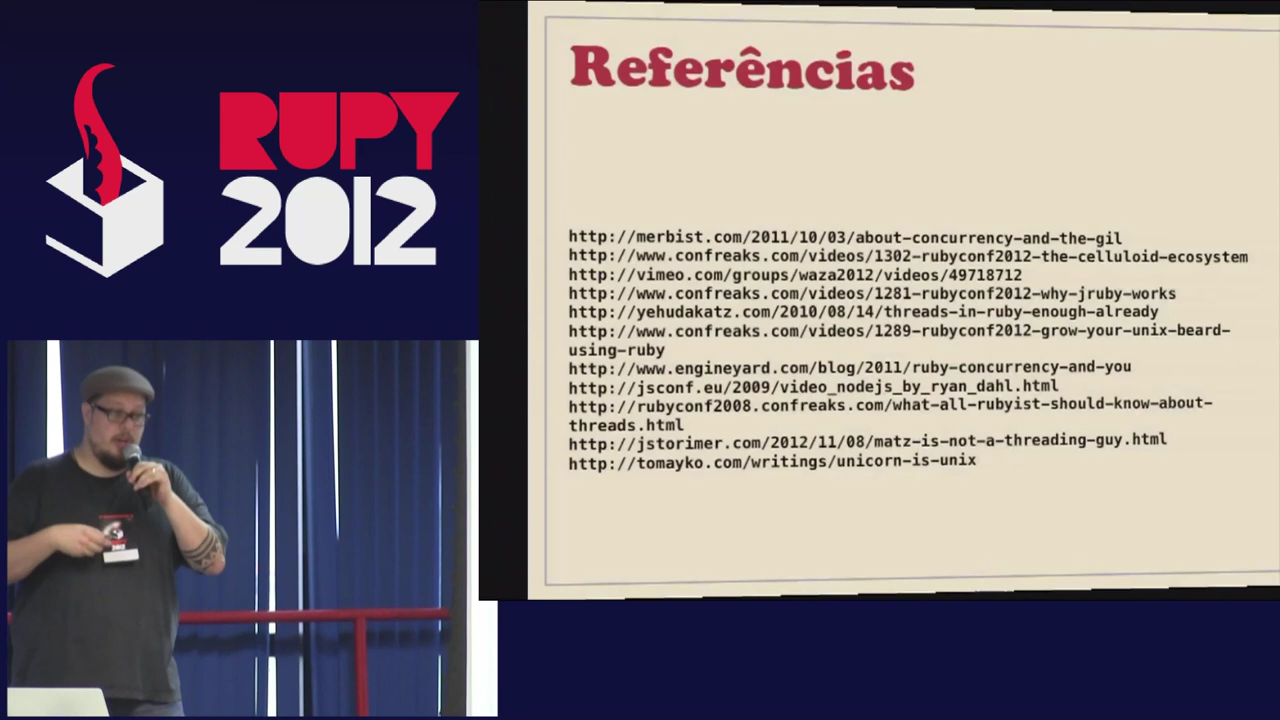 RUPY
2012
Referências
http://merbist.com/2011/10/03/about-concurrency-and-the-gil
http://www.confreaks.com/videos/1302-rubyconf2012-the-celluloid-ecosystem
http://vimeo.com/groups/waza2012/videos/49718712
http://www.confreaks.com/videos/1281-rubyconf2012-why-jruby-works
http://yehudakatz.com/2010/08/14/threads-in-ruby-enough-already
http://www.confreaks.com/videos/1289-rubyconf2012-grow-your-unix-beard-
using-ruby
http://www.engineyard.com/blog/2011/ruby-concurrency-and-you
http://jsconf.eu/2009/video_nodejs_by_ryan_dahl.html
http://rubyconf2008.confreaks.com/what-all-rubyist-should-know-about-
threads.html
http://jstorimer.com/2012/11/08/matz-is-not-a-threading-guy.html
http://tomayko.com/writings/unicorn-is-unix